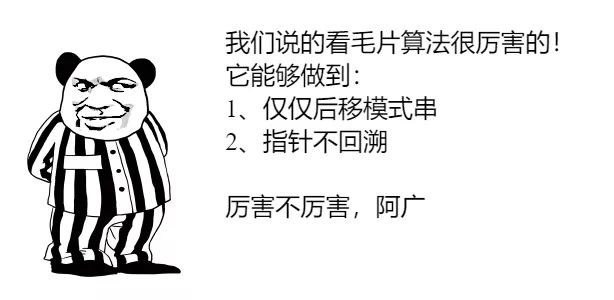 我们说的看毛片算法很厉害的！
它能够做到：
1、仅仅后移模式串
2、指针不回溯
厉害不厉害，阿广